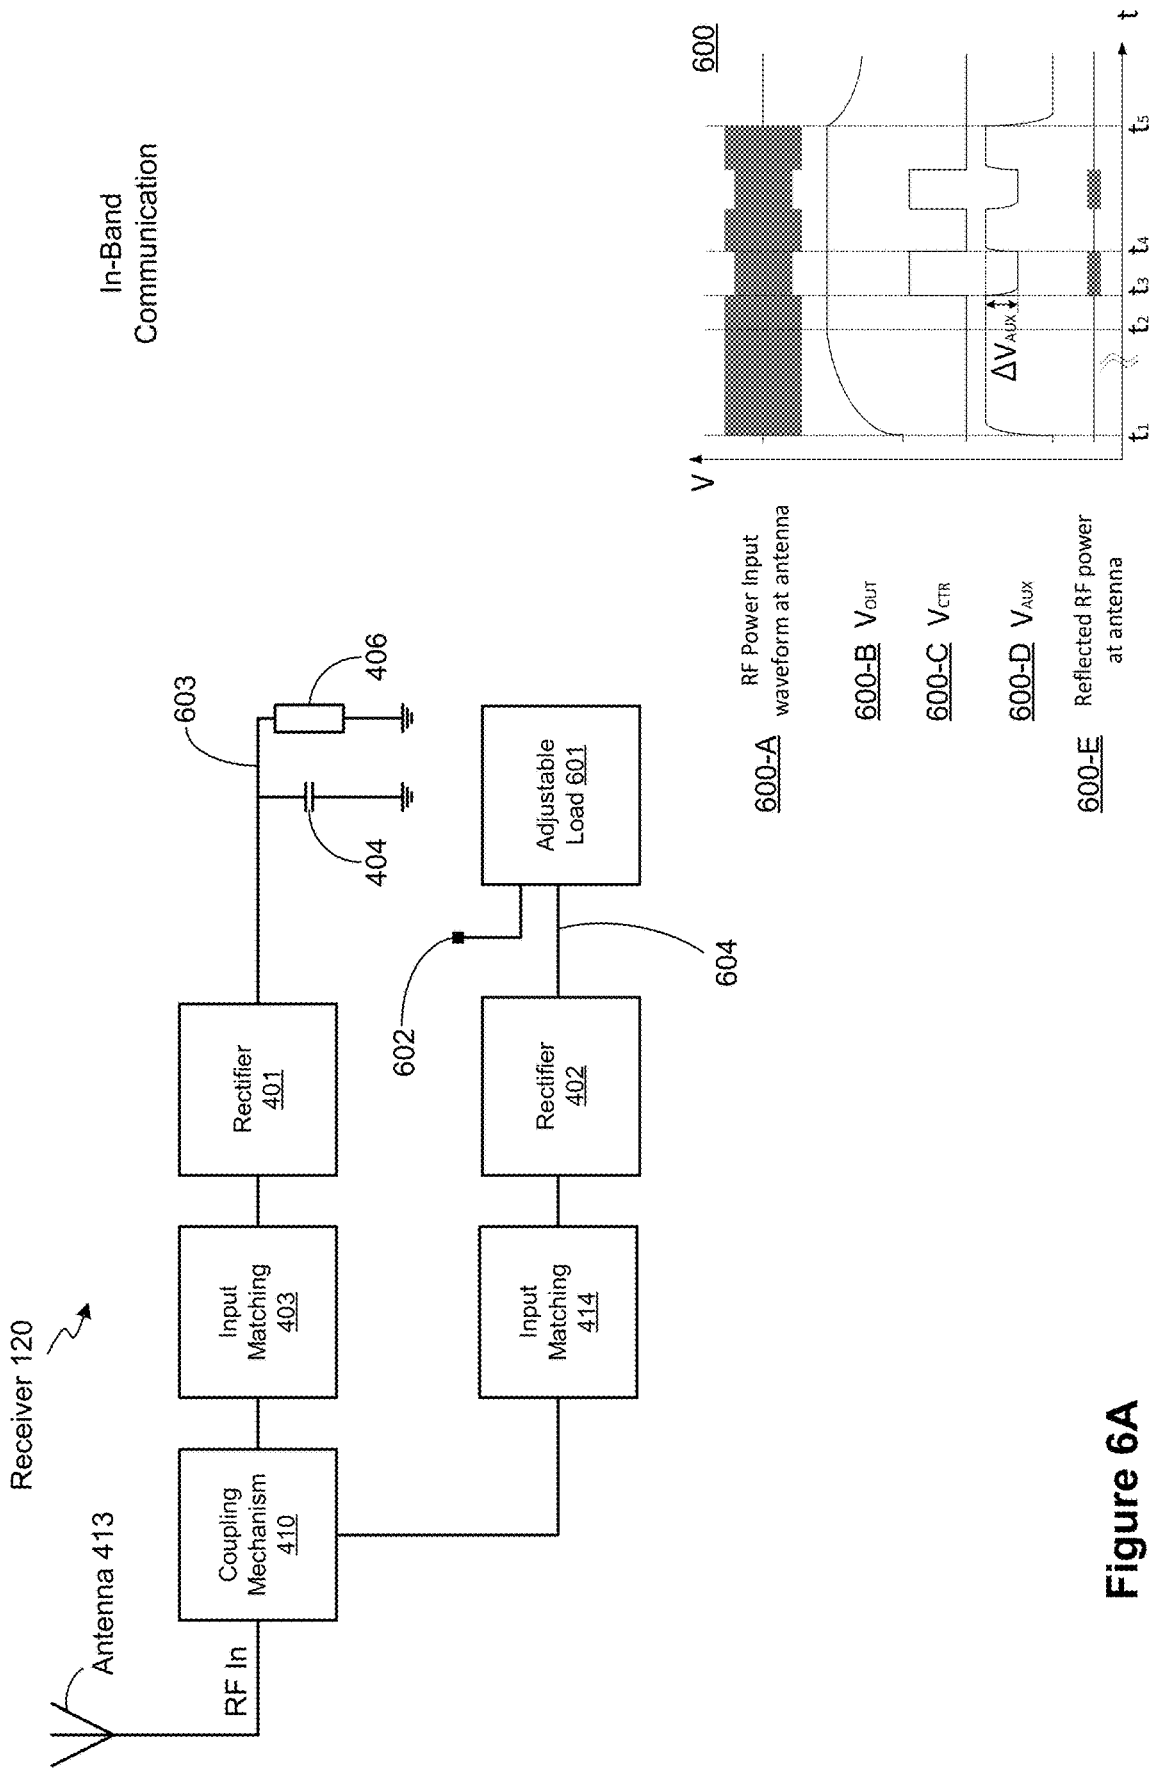 Receiver 120
In-Band
Communication
Antenna 413
RF In
Coupling
Mechanism
410
Input
Matching
403
Rectifier
401
603
404
406
Input
Matching
414
Rectifier
402
602
604
Adjustable
Load 601
600
V
600-A RF Power Input
waveform at antenna
600-B VOUT
600-C VCTR
600-D VAUX
600-E Reflected RF power
at antenna
ΔVAUX
t1 t2 t3 t4 t5 t
Figure 6A